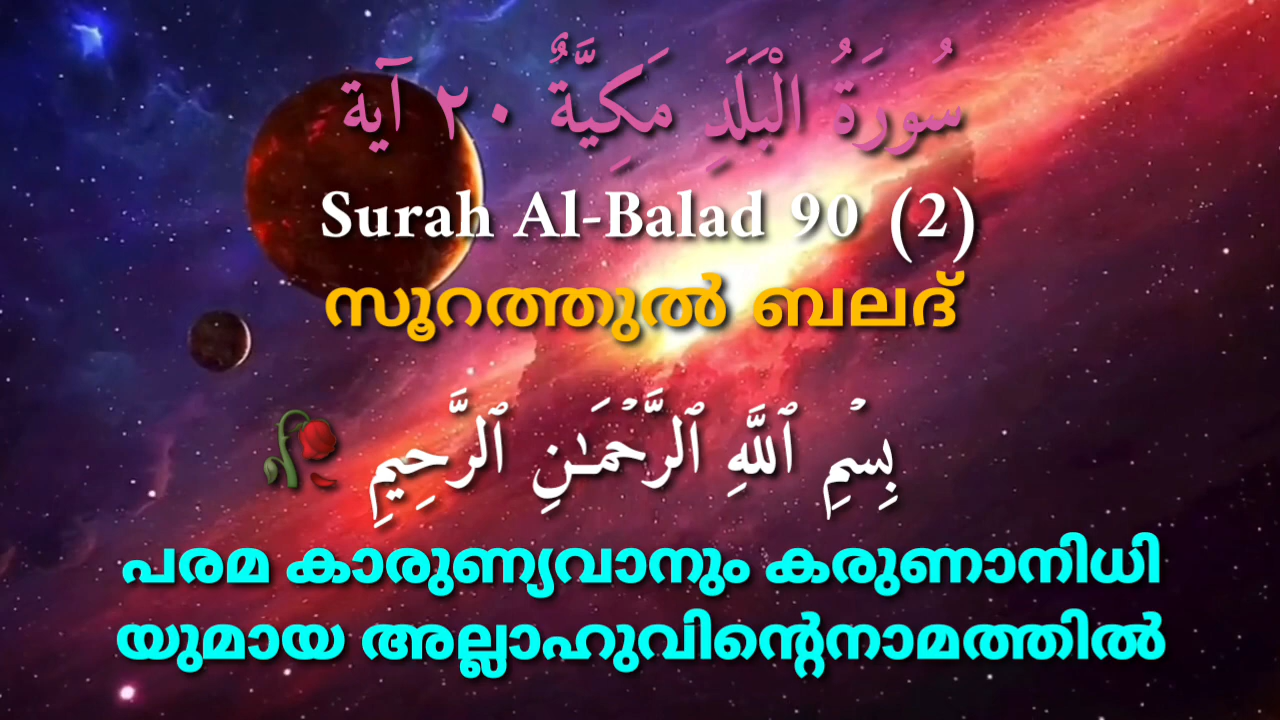 سُورَةُ الْبَلَدِ مَكِيَّةٌ ٢٠ آية
Surah Al-Balad 90 (2)
സൂറത്തുൽ ബലദ്
بِسۡمِ ٱللَّهِ ٱلرَّحۡمَـٰنِ ٱلرَّحِيمِ 🥀
പരമ കാരുണ്യവാനും കരുണാനിധി
യുമായ അല്ലാഹുവിന്റെനാമത്തിൽ